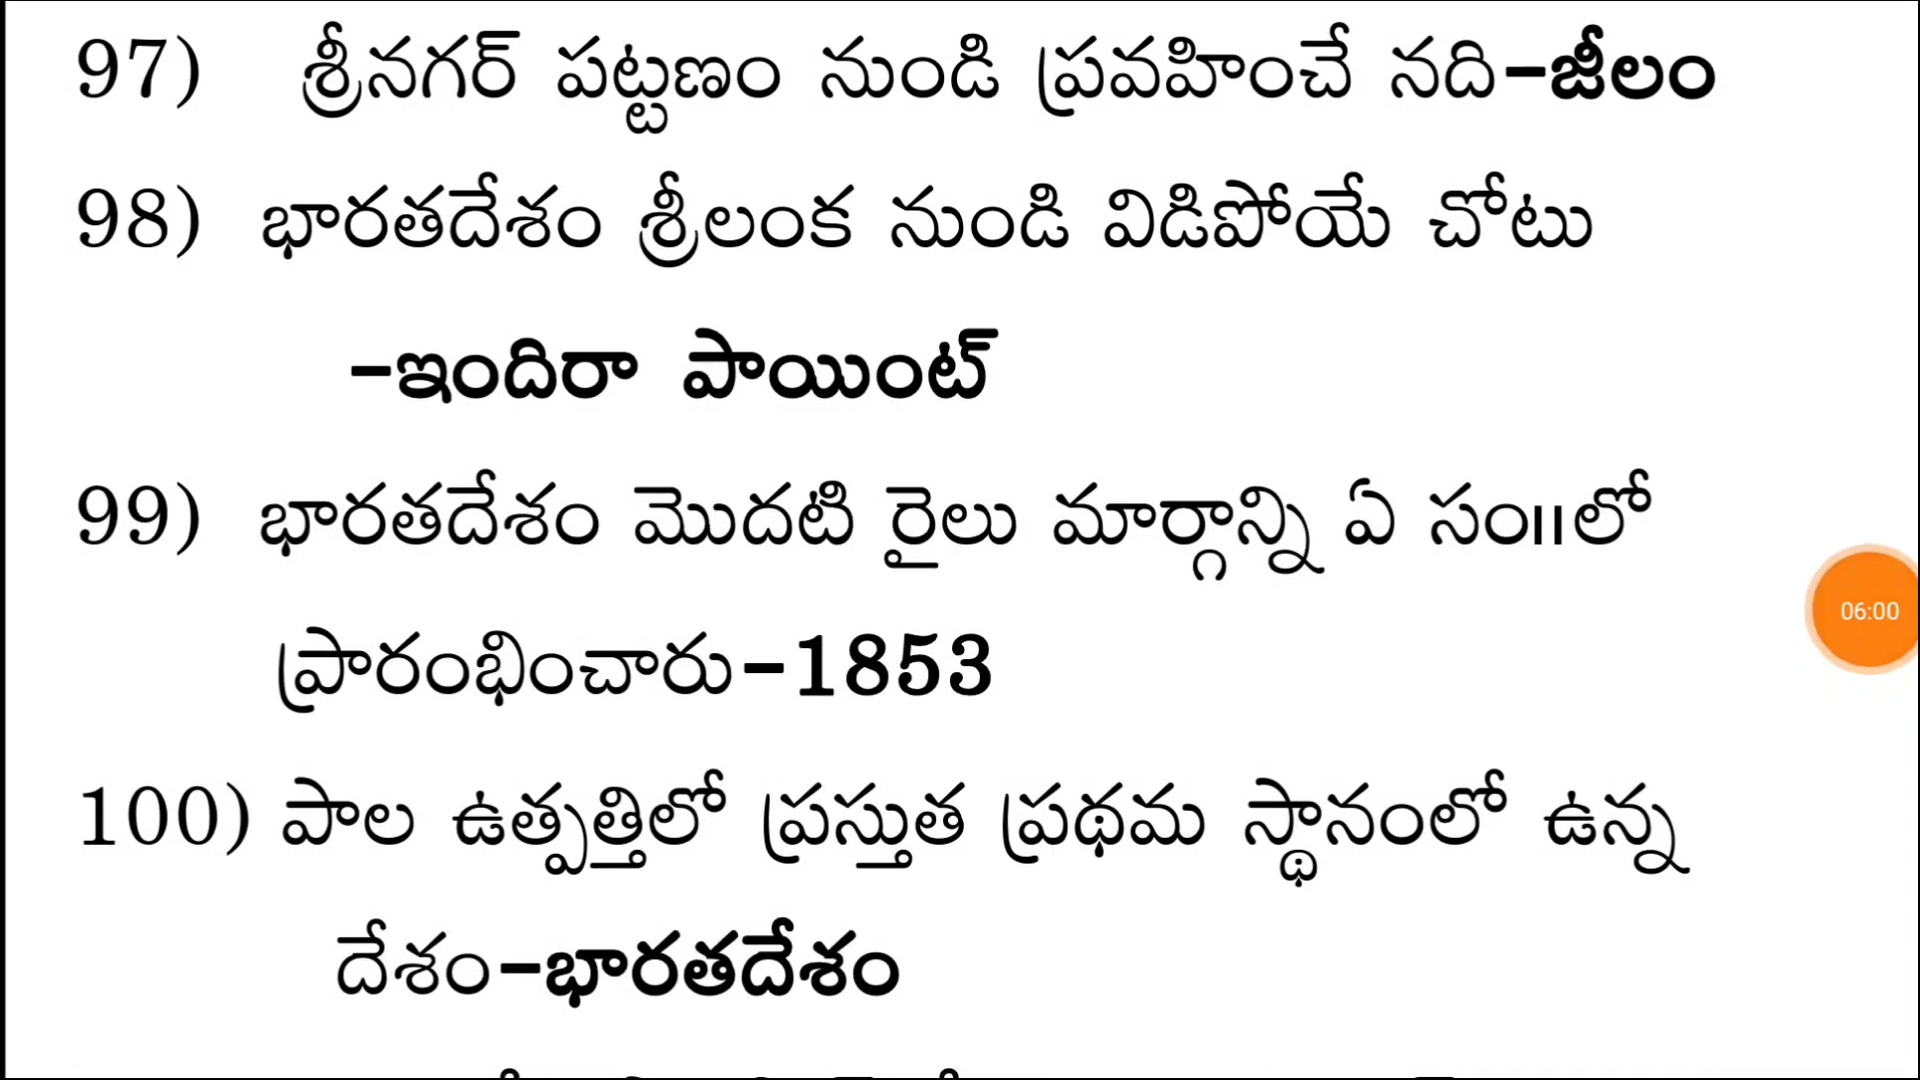 97) శ్రీనగర్ పట్టణం నుండి ప్రవహించే నది-జీలం
98) భారతదేశం శ్రీలంక నుండి విడిపోయే చోటు
-ఇందిరా పాయింట్
99) భారతదేశం మొదటి రైలు మార్గాన్ని ఏ సం॥లో
ప్రారంభించారు-1853
06:00
100) పాల ఉత్పత్తిలో ప్రస్తుత ప్రథమ స్థానంలో ఉన్న
దేశం-భారతదేశం